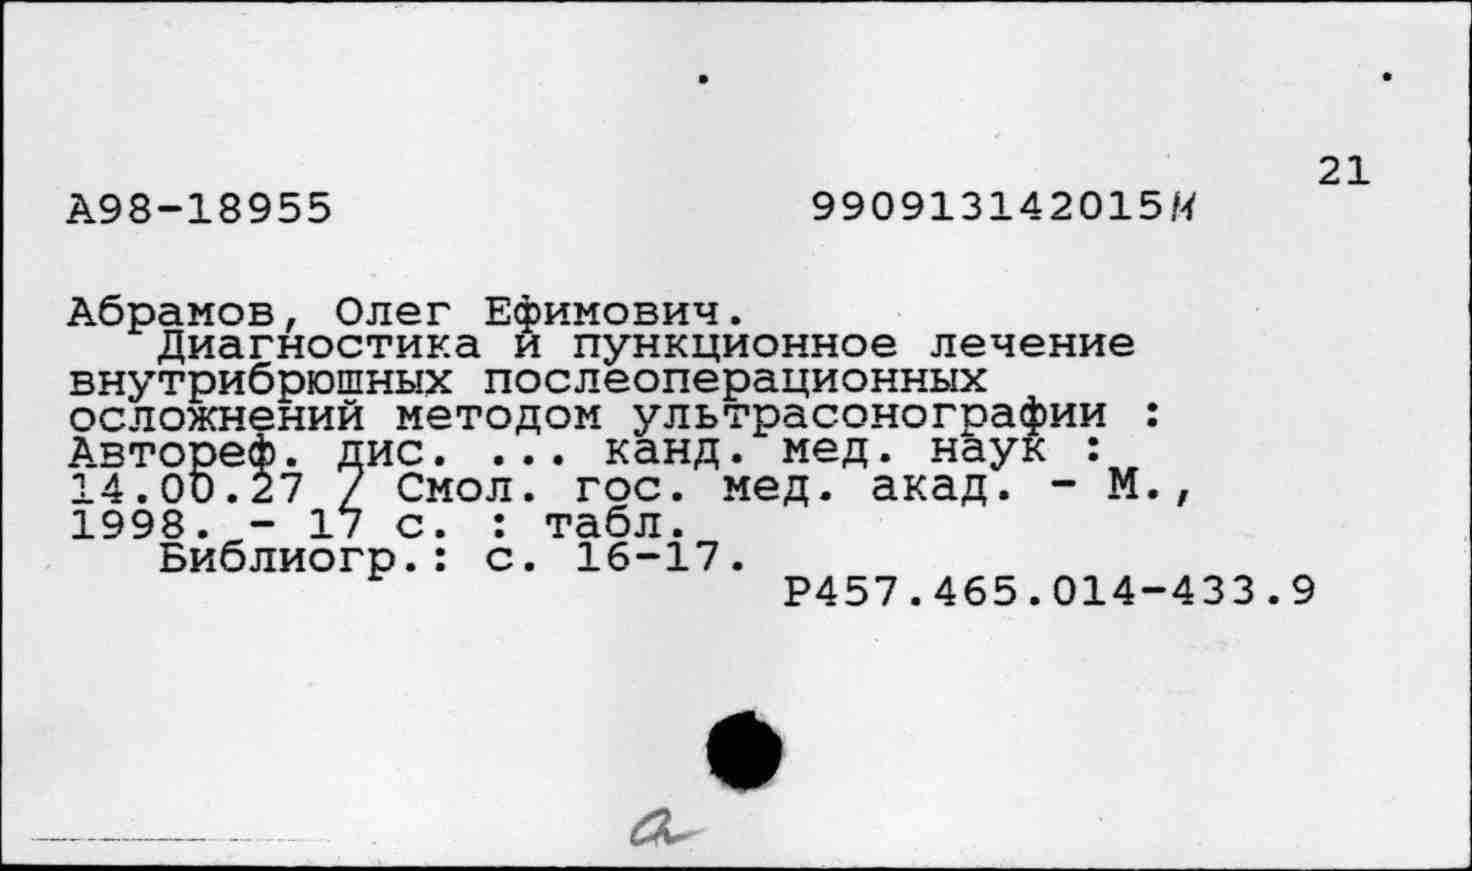 21
А98-18955 990913142015И
Абрамов, Олег Ефимович.
Диагностика и пункционное лечение
внутрибрюшных послеоперационных
осложнений методом ультрасонографии :
Автореф. дис. ... канд. мед. наук :
14.00.27 / Смол. гос. мед. акад. - М.,
1998. - 17 с. : табл.
Библиогр.: с. 16-17.
Р457.465.014-433.9
а